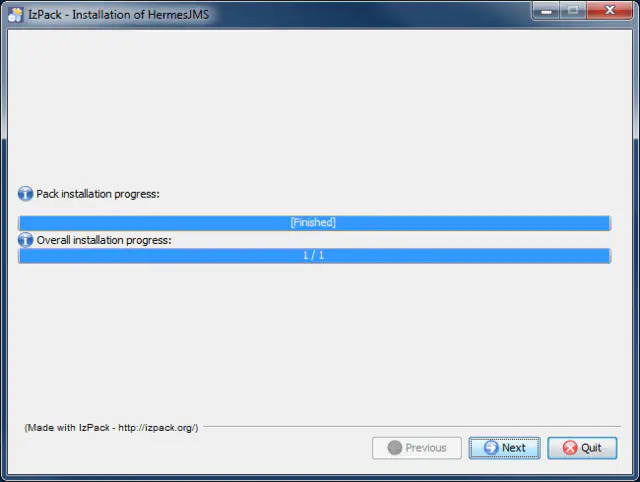 IzPack - Installation of HermesJMS
Pack installation progress:
[Finished]
Overall installation progress:
1 / 1
(Made with IzPack - http://izpack.org/)
Previous
Next
Quit